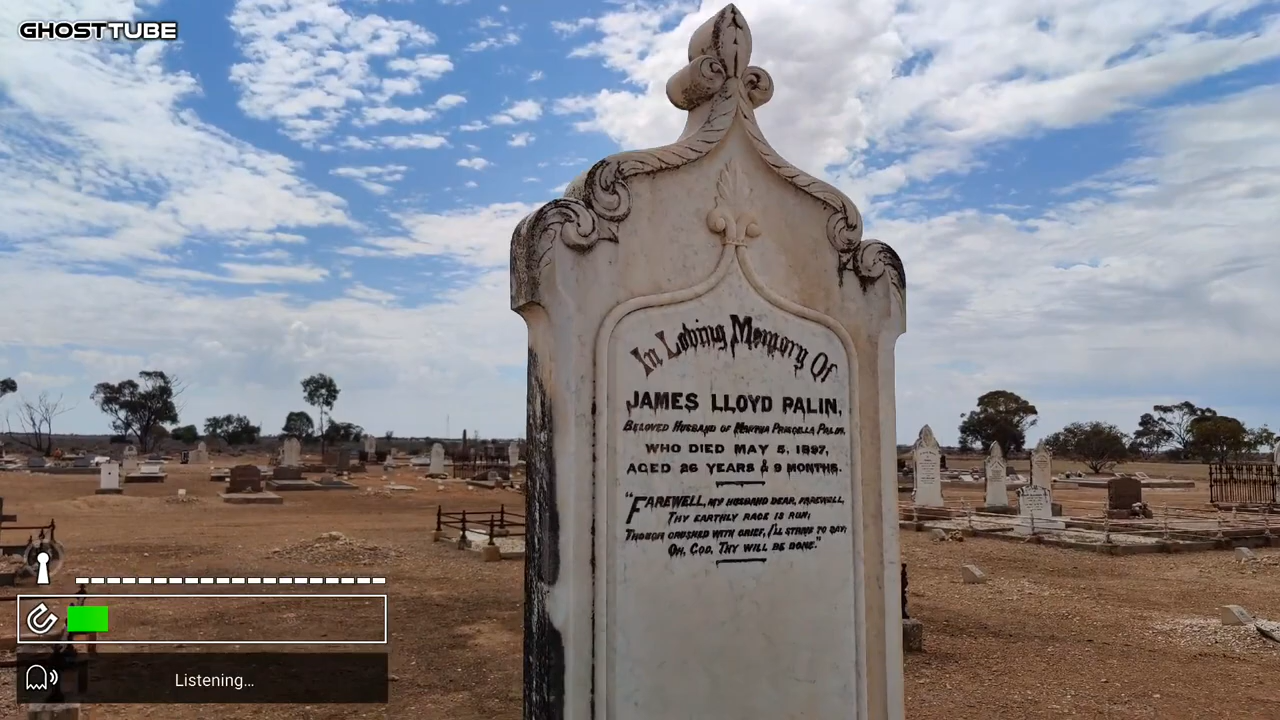 GHOSTTUBE
In Loving Memory Of
JAMES LLOYD PALIN,
BELOVED HUSBAND OF MARTHA PRISCILLA PALIN,
WHO DIED MAY 5, 1897,
AGED 26 YEARS & 9 MONTHS.
"FAREWELL, MY HUSBAND DEAR, FAREWELL,
THY EARTHLY RACE IS RUN;
THOUGH CRUSHED WITH GRIEF, I'LL STRIVE TO SAY;
OH, GOD, THY WILL BE DONE."
Listening...